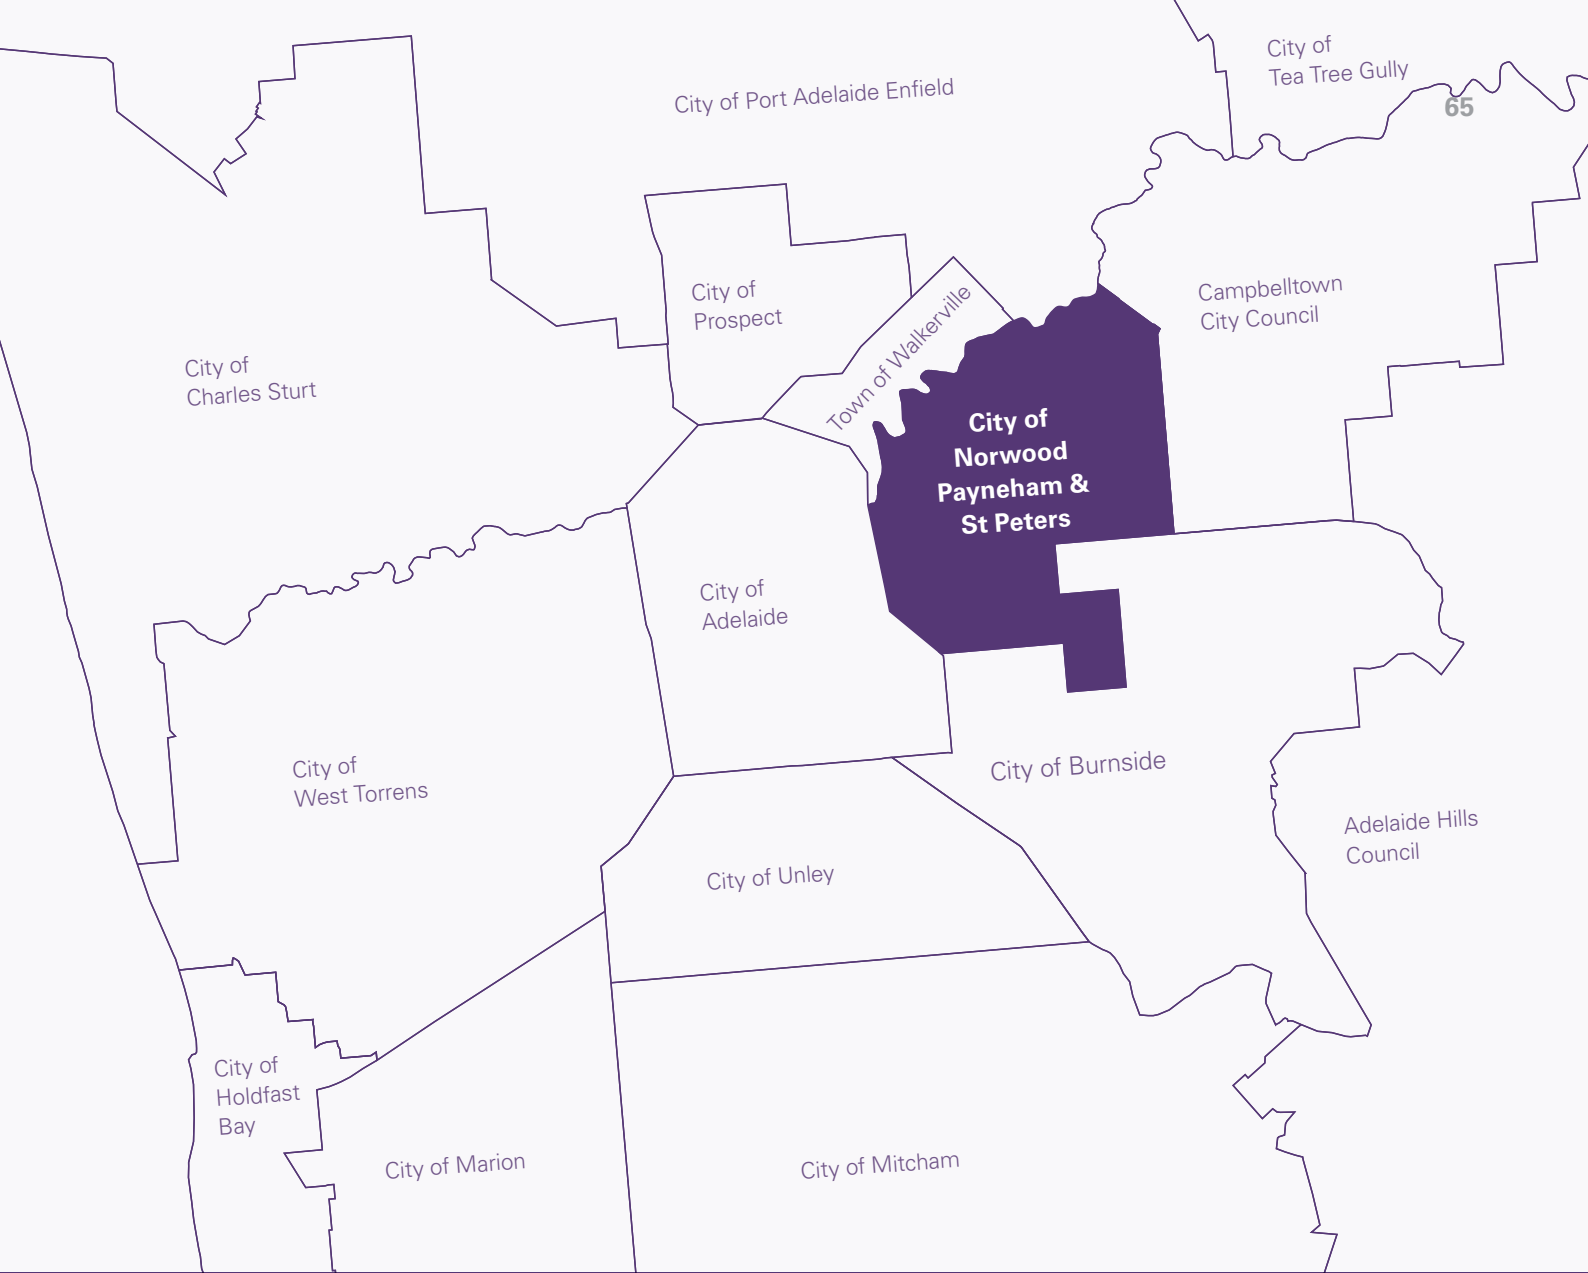 City of
Tea Tree Gully
65
City of Port Adelaide Enfield
City of
Prospect
Town of Walkerville
Campbelltown
City Council
City of
Charles Sturt
City of
Norwood
Payneham &
St Peters
City of
Adelaide
City of
West Torrens
City of Burnside
Adelaide Hills
Council
City of Unley
City of
Holdfast
Bay
City of Marion
City of Mitcham